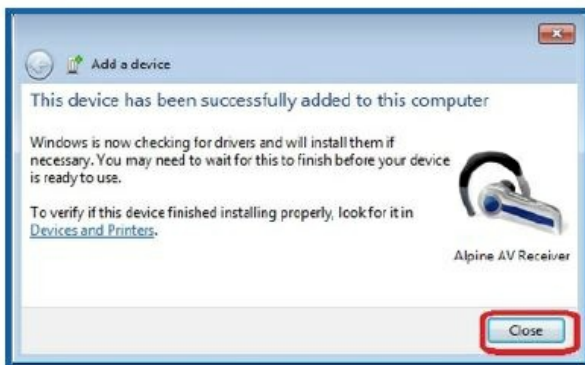 Add a device
This device has been successfully added to this computer
Windows is now checking for drivers and will install them if
necessary. You may need to wait for this to finish before your device
is ready to use.
To verify if this device finished installing properly, look for it in
Devices and Printers.
Alpine AV Receiver
Close